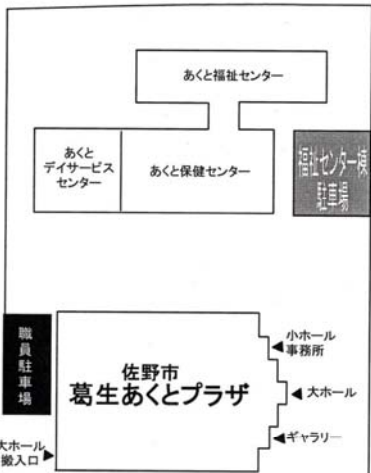 あくと福祉センター
あくと
デイサービス
センター
あくと保健センター
福祉センター棟
駐車場
職員駐車場
佐野市
葛生あくとプラザ
◀小ホール
事務所
◀大ホール
◀ギャラリー
大ホール
搬入口▶